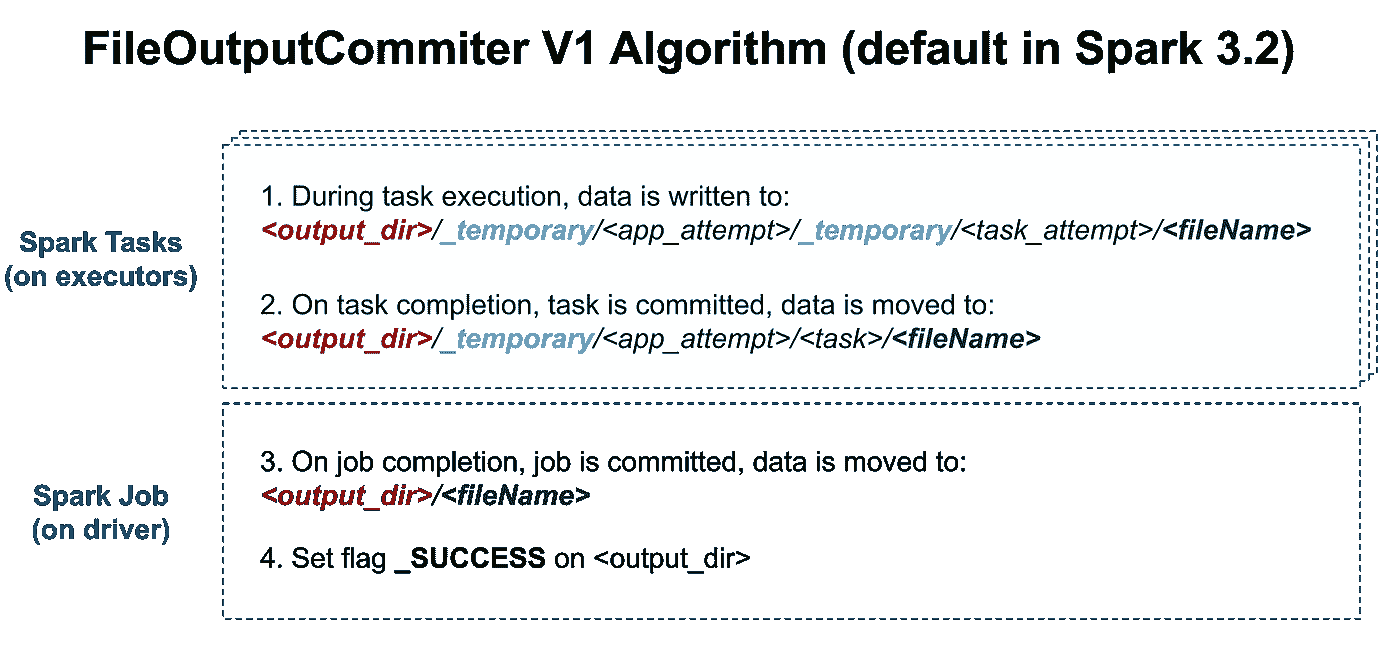 FileOutputCommiter V1 Algorithm (default in Spark 3.2)
Spark Tasks
(on executors)
1. During task execution, data is written to:
<output_dir>/_temporary/<app_attempt>/_temporary/<task_attempt>/<fileName>
2. On task completion, task is committed, data is moved to:
<output_dir>/_temporary/<app_attempt>/<task>/<fileName>
Spark Job
(on driver)
3. On job completion, job is committed, data is moved to:
<output_dir>/<fileName>
4. Set flag _SUCCESS on <output_dir>